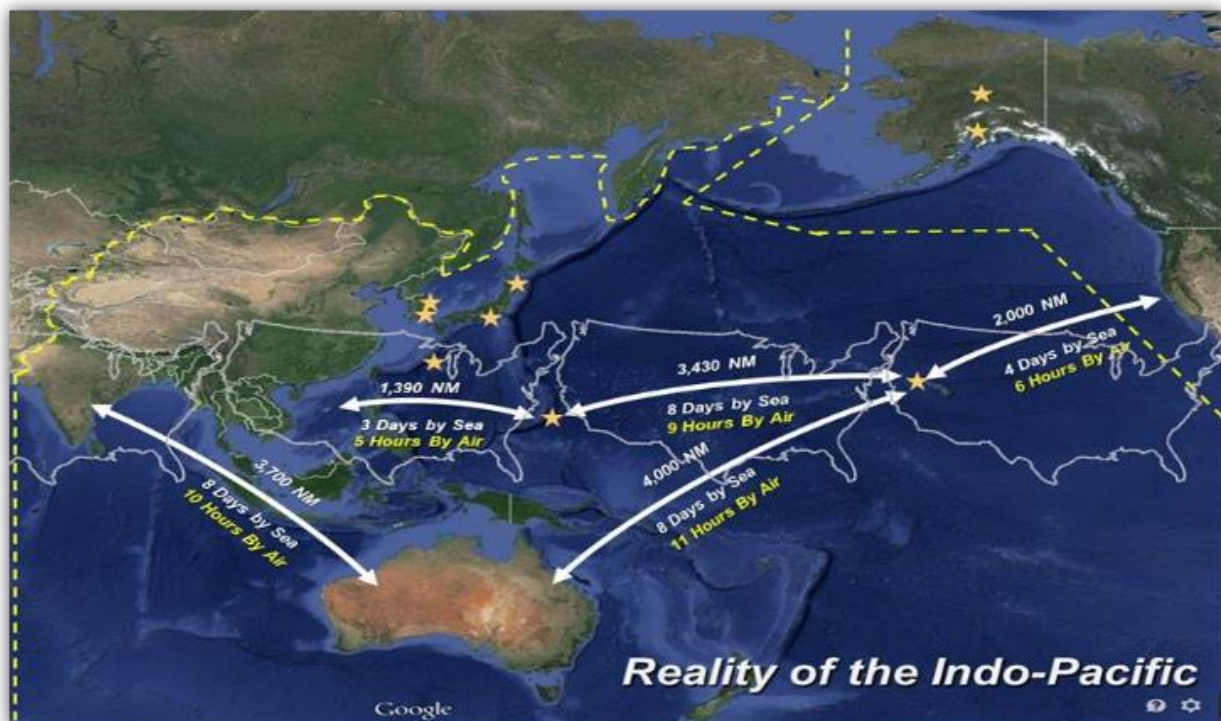 2,000 NM
4 Days by Sea
6 Hours By Air
3,430 NM
8 Days by Sea
9 Hours By Air
1,390 NM
3 Days by Sea
5 Hours By Air
4,000 NM
8 Days by Sea
11 Hours By Air
3,700 NM
8 Days by Sea
10 Hours By Air
Reality of the Indo-Pacific
Google